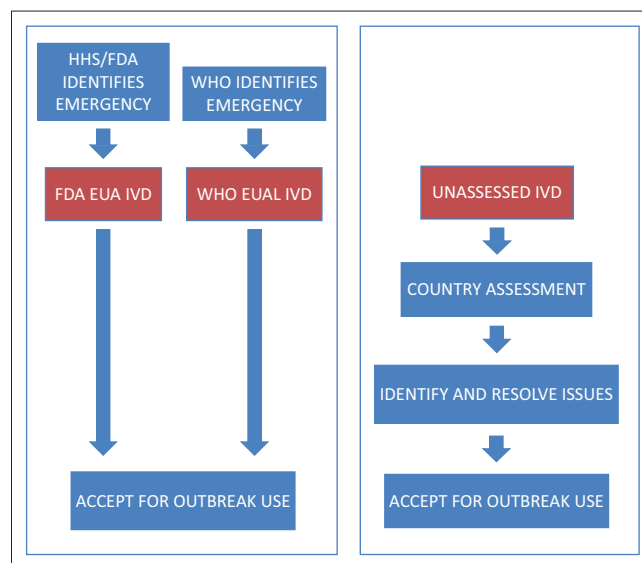 HHS/FDA
IDENTIFIES
EMERGENCY
WHO IDENTIFIES
EMERGENCY
FDA EUA IVD
WHO EUAL IVD
ACCEPT FOR OUTBREAK USE
UNASSESSED IVD
COUNTRY ASSESSMENT
IDENTIFY AND RESOLVE ISSUES
ACCEPT FOR OUTBREAK USE